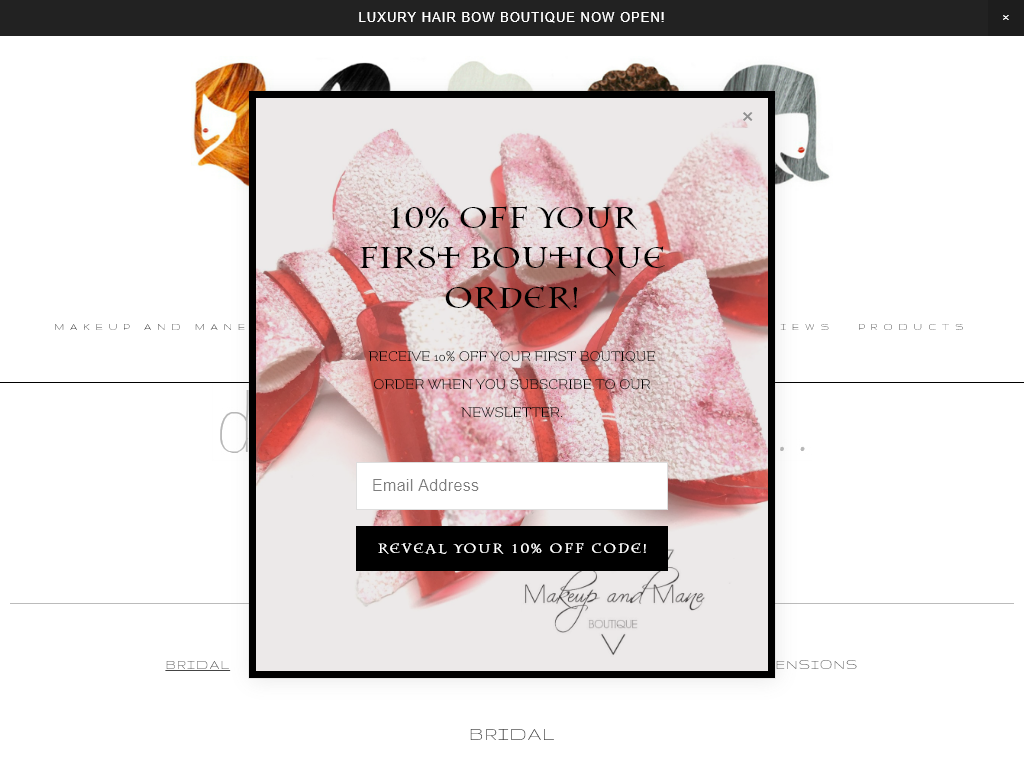 LUXURY HAIR BOW BOUTIQUE NOW OPEN!
×
×
10% OFF YOUR
FIRST BOUTIQUE
ORDER!
MAKEUP AND MANE
PRODUCTS
RECEIVE 10% OFF YOUR FIRST BOUTIQUE
ORDER WHEN YOU SUBSCRIBE TO OUR
NEWSLETTER.
Email Address
REVEAL YOUR 10% OFF CODE!
Makeup and Mane
BOUTIQUE
BRIDAL
BRIDAL